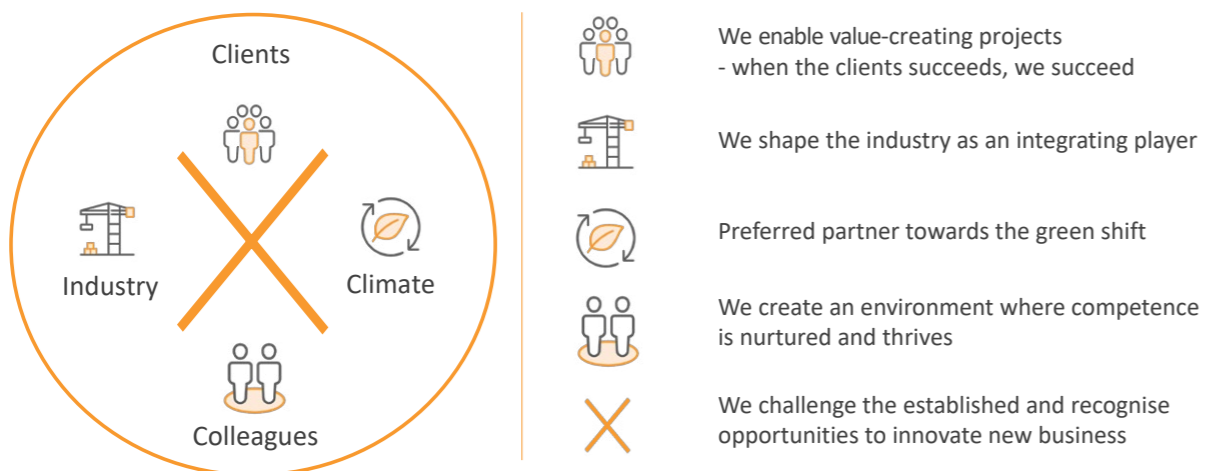 Clients
Industry
Climate
Colleagues
We enable value-creating projects
- when the clients succeeds, we succeed
We shape the industry as an integrating player
Preferred partner towards the green shift
We create an environment where competence
is nurtured and thrives
We challenge the established and recognise
opportunities to innovate new business